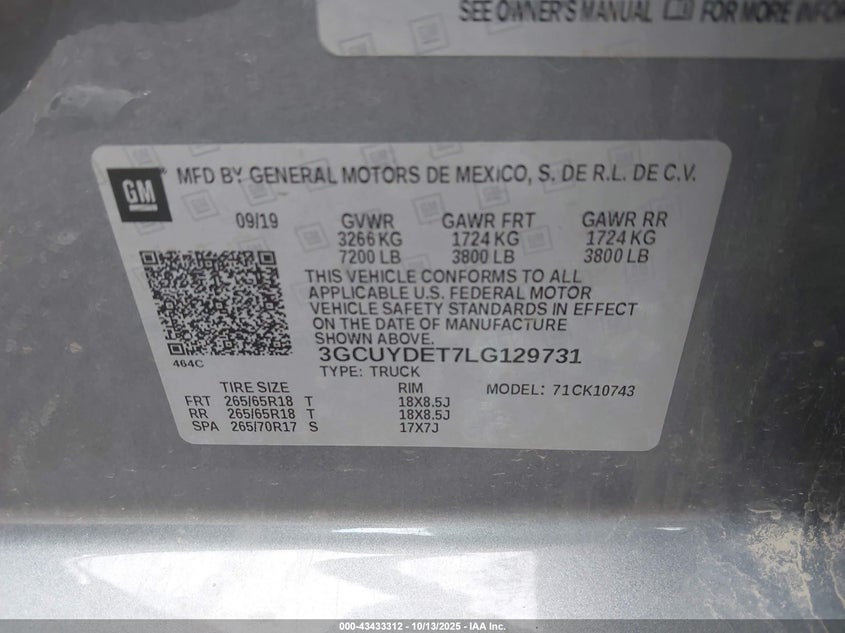 SEE OWNER'S MANUAL FOR MORE INFOR
GM
MFD BY GENERAL MOTORS DE MEXICO, S. DE R.L. DE C.V.
09/19 GVWR GAWR FRT GAWR RR
3266 KG 1724 KG 1724 KG
7200 LB 3800 LB 3800 LB
THIS VEHICLE CONFORMS TO ALL
APPLICABLE U.S. FEDERAL MOTOR
VEHICLE SAFETY STANDARDS IN EFFECT
ON THE DATE OF MANUFACTURE
SHOWN ABOVE.
464C
3GCUYDET7LG129731
TYPE: TRUCK
TIRE SIZE RIM MODEL: 71CK10743
FRT 265/65R18 T 18X8.5J
RR 265/65R18 T 18X8.5J
SPA 265/70R17 S 17X7J
000-43433312 | 10/13/2025 - IAA Inc.